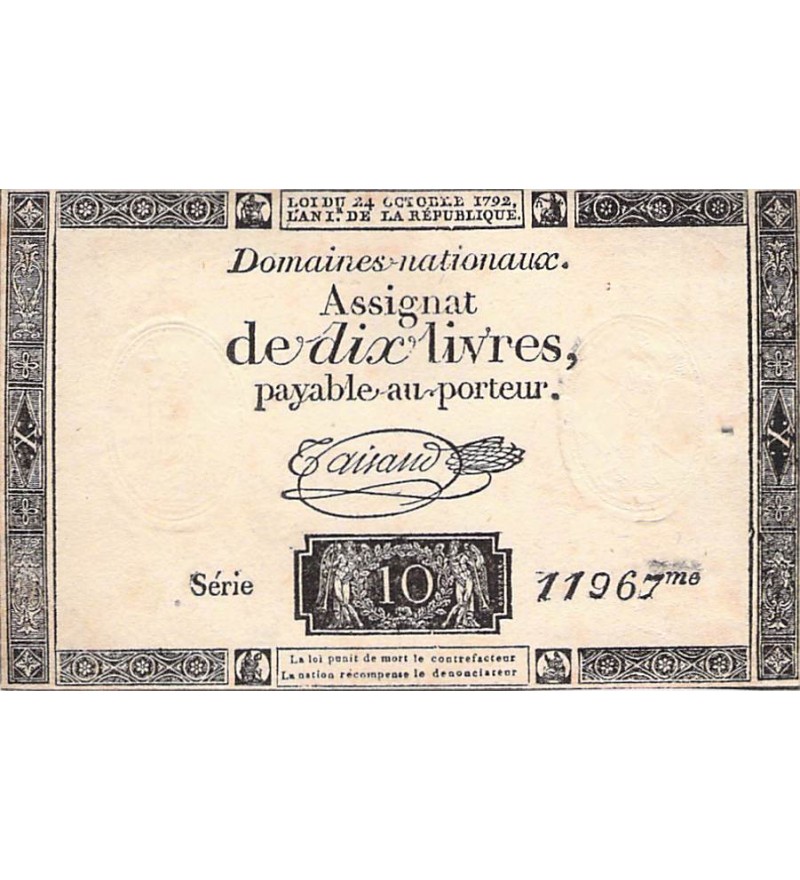 LOI DU 24 OCTOBRE 1792,
L'AN I.er DE LA RÉPUBLIQUE.
Domaines nationaux.
Assignat
de dix livres,
payable au porteur.
Taisaud
X
X
10
Série 11967me
La loi punit de mort le contrefacteur
La nation récompense le dénonciateur